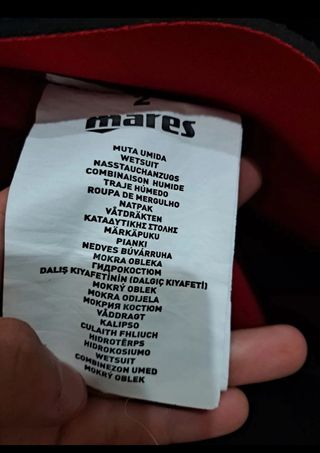 2
mares
MUTA UMIDA
WETSUIT
NASSTAUCHANZUGS
COMBINAISON HUMIDE
TRAJE HÚMEDO
ROUPA DE MERGULHO
NATPAK
VÅTDRÄKTEN
ΚΑΤΑΔΥΤΙΚΗΣ ΣΤΟΛΗΣ
MÄRKÄPUKU
PIANKI
NEDVES BÚVÁRRUHA
MOKRA OBLEKA
ГИДРОКОСТЮМ
DALIŞ KIYAFETİNİN (DALGIÇ KIYAFETİ)
MOKRÝ OBLEK
MOKRA ODIJELA
МОКРИЯ КОСТЮМ
VÅDDRAGT
KALIPSO
CULAITH FHLIUCH
HIDROTĒRPS
HIDROKOSIUMO
WETSUIT
COMBINEZON UMED
MOKRÝ OBLEK